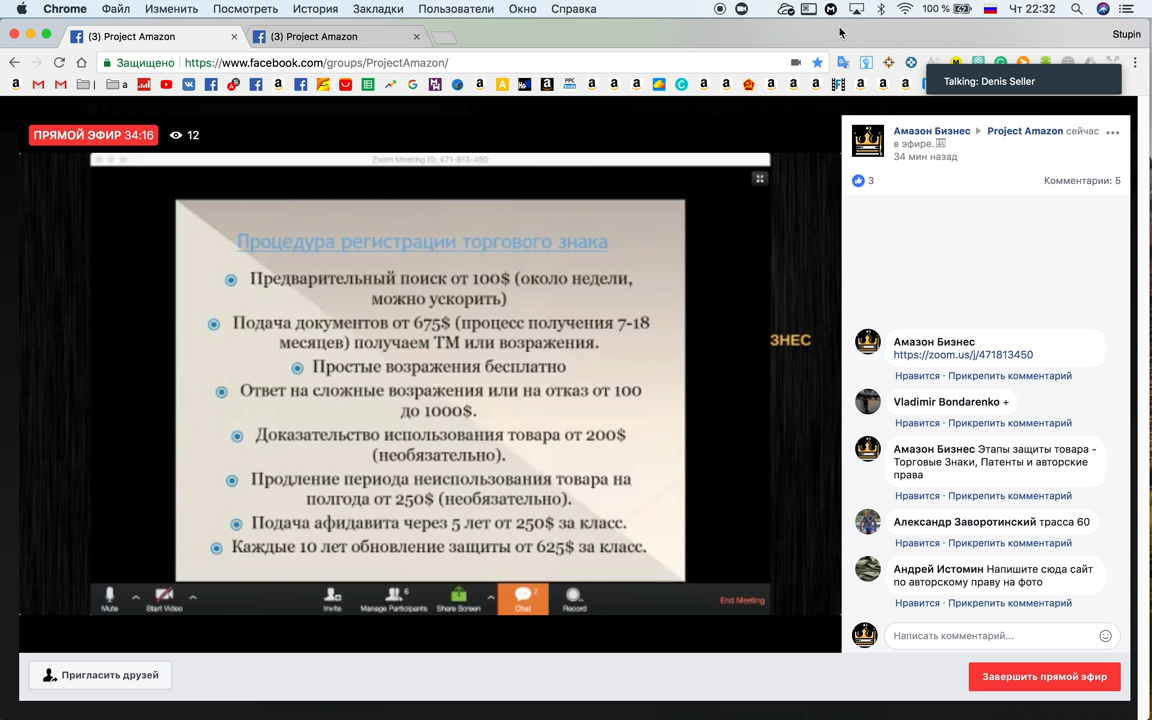 Chrome Файл Изменить Посмотреть История Закладки Пользователи Окно Справка 100 % Чт 22:32
(3) Project Amazon
(3) Project Amazon
Stupin
Защищено https://www.facebook.com/groups/ProjectAmazon/
Talking: Denis Seller
ПРЯМОЙ ЭФИР 34:16 12
Zoom Meeting ID: 471-813-450
Процедура регистрации торгового знака
Предварительный поиск от 100$ (около недели,
можно ускорить)
Подача документов от 675$ (процесс получения 7-18
месяцев) получаем ТМ или возражения.
Простые возражения бесплатно
Ответ на сложные возражения или на отказ от 100
до 1000$.
Доказательство использования товара от 200$
(необязательно).
Продление периода неиспользования товара на
полгода от 250$ (необязательно).
Подача афидавита через 5 лет от 250$ за класс.
Каждые 10 лет обновление защиты от 625$ за класс.
ЗНЕС
Mute Start Video Invite 6 Manage Participants Share Screen 2 Chat Record End Meeting
Амазон Бизнес Project Amazon сейчас
в эфире.
34 мин назад
3 Комментарии: 5
Амазон Бизнес
https://zoom.us/j/471813450
Нравится · Прикрепить комментарий
Vladimir Bondarenko +
Нравится · Прикрепить комментарий
Амазон Бизнес Этапы защиты товара -
Торговые Знаки, Патенты и авторские
права
Нравится · Прикрепить комментарий
Александр Заворотинский трасса 60
Нравится · Прикрепить комментарий
Андрей Истомин Напишите сюда сайт
по авторскому праву на фото
Нравится · Прикрепить комментарий
Написать комментарий...
Пригласить друзей
Завершить прямой эфир